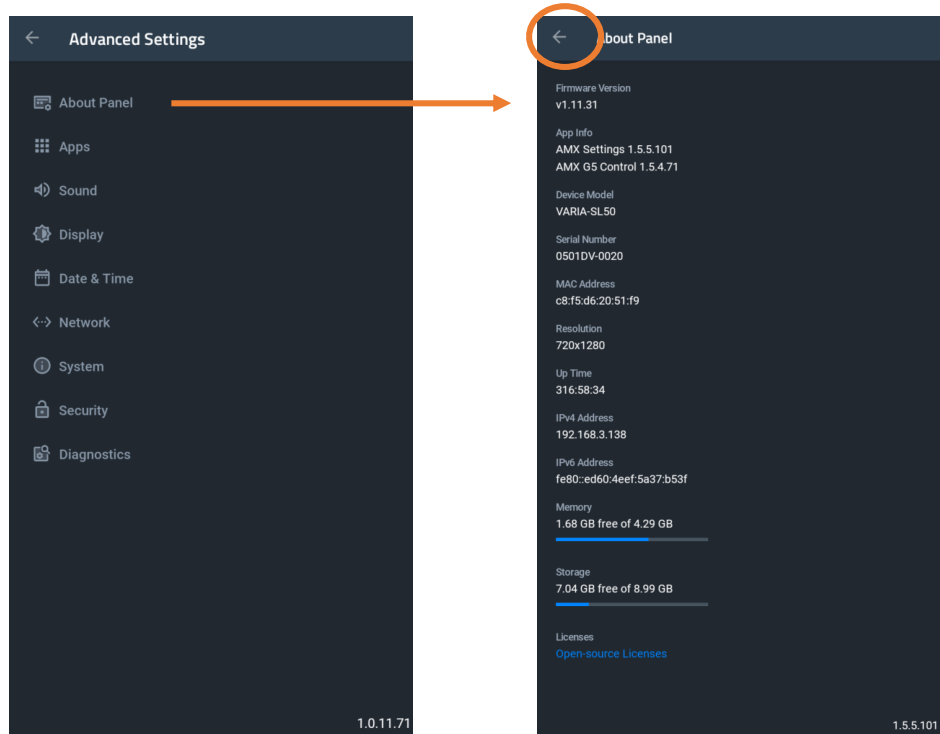 Advanced Settings
About Panel
Apps
Sound
Display
Date & Time
Network
System
Security
Diagnostics
1.0.11.71
About Panel
Firmware Version
v1.11.31
App Info
AMX Settings 1.5.5.101
AMX G5 Control 1.5.4.71
Device Model
VARIA-SL50
Serial Number
0501DV-0020
MAC Address
c8:f5:d6:20:51:f9
Resolution
720x1280
Up Time
316:58:34
IPv4 Address
192.168.3.138
IPv6 Address
fe80::ed60:4eef:5a37:b53f
Memory
1.68 GB free of 4.29 GB
Storage
7.04 GB free of 8.99 GB
Licenses
Open-source Licenses
1.5.5.101